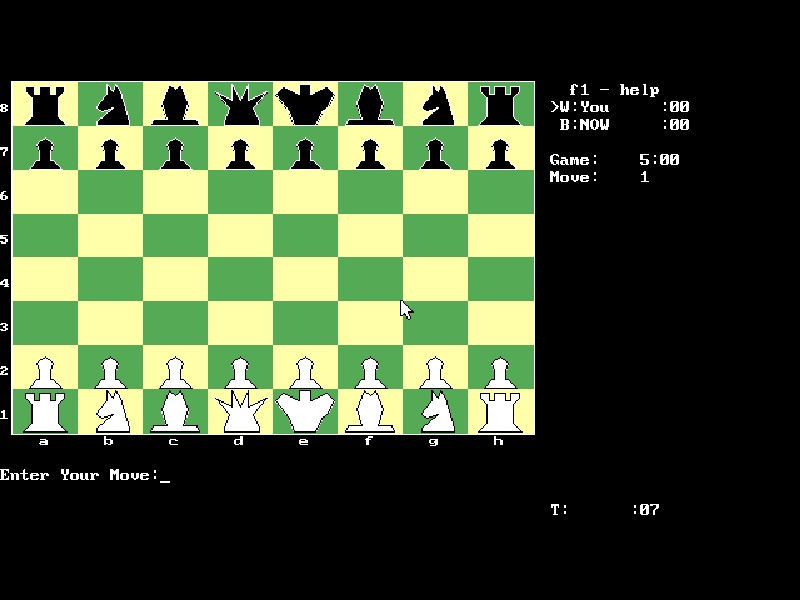 f1 - help
8
>W:You :00
B:NOW :00
7
Game: 5:00
Move: 1
6
5
4
3
2
1
a b c d e f g h
Enter Your Move:_
T: :07